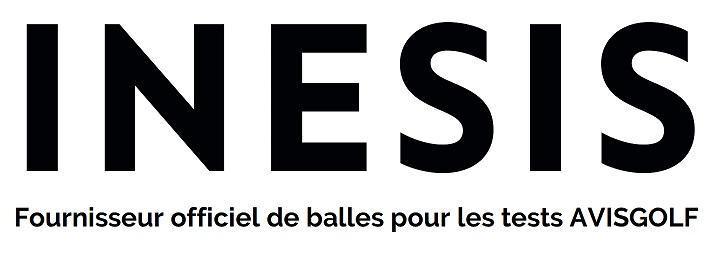 INESIS
Fournisseur officiel de balles pour les tests AVISGOLF